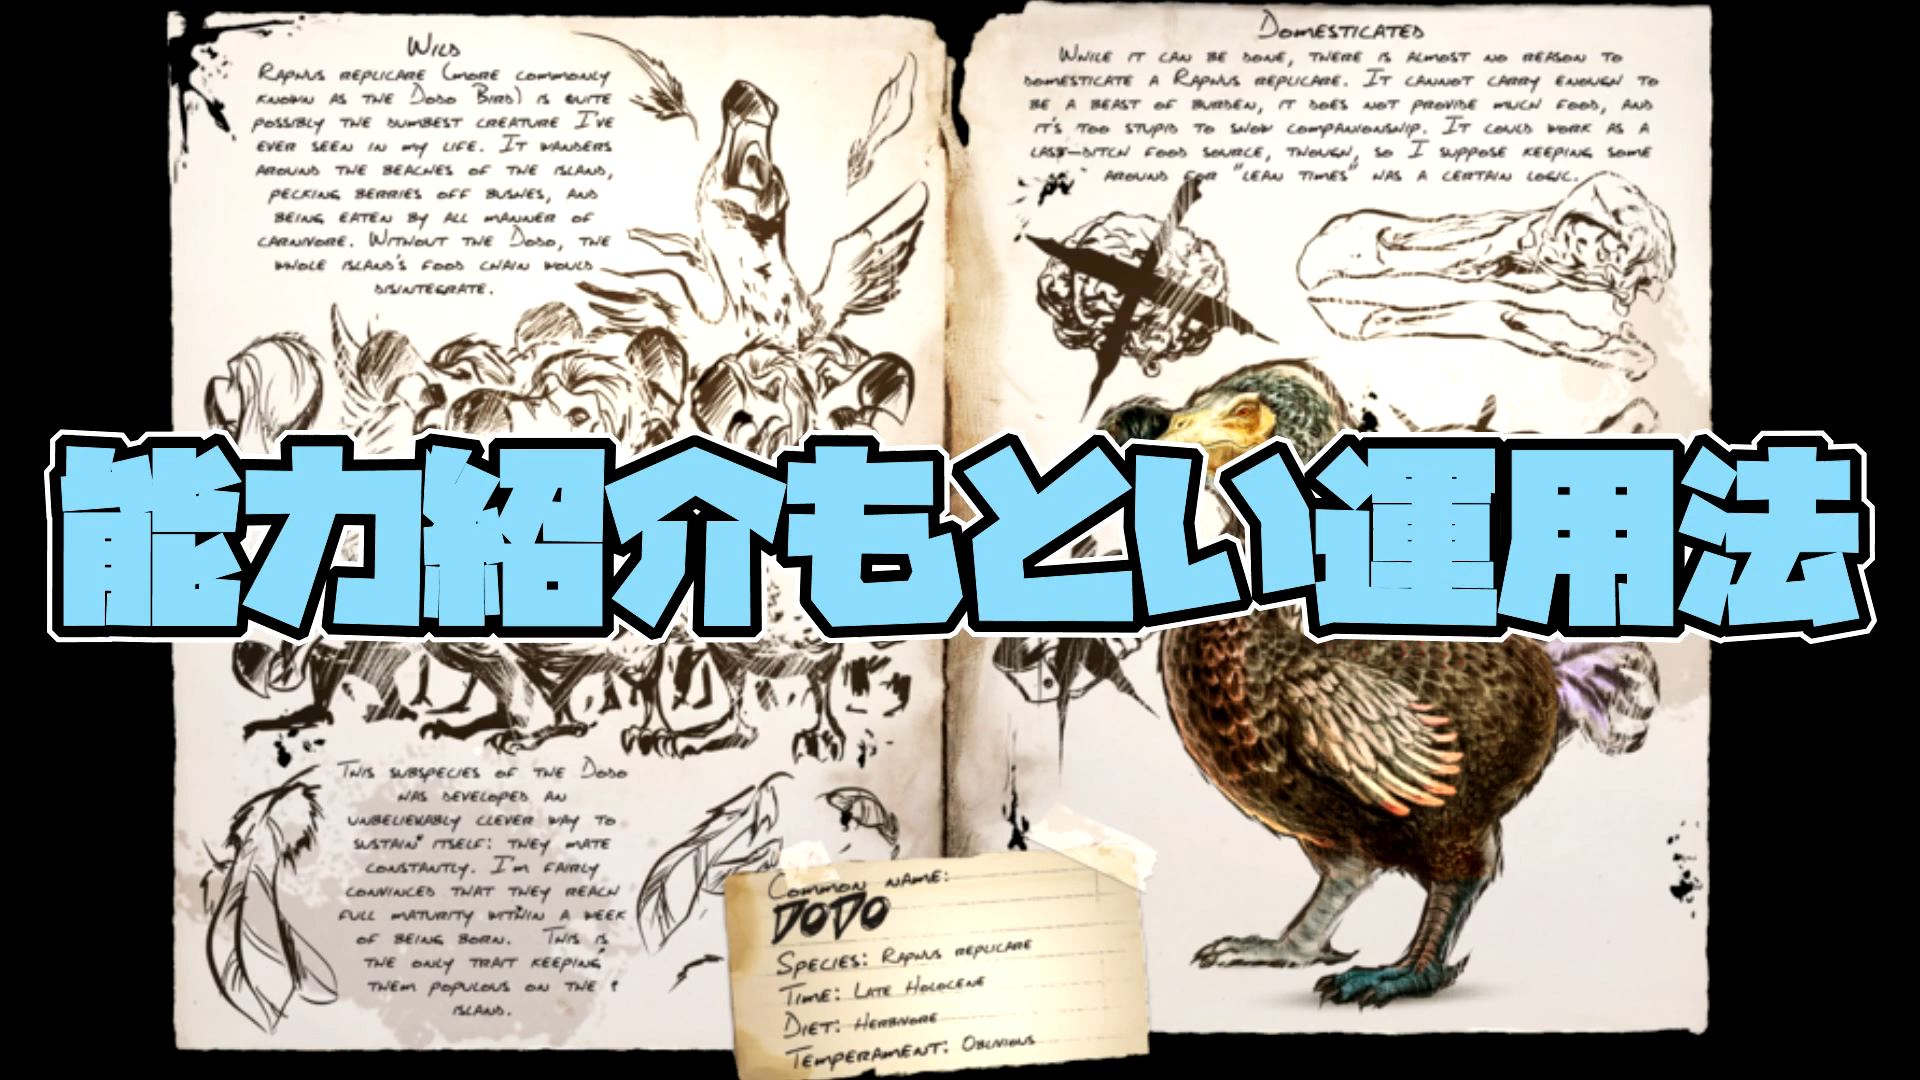 Wild
Raphus replicare (more commonly
known as the Dodo Bird) is quite
possibly the dumbest creature I've
ever seen in my life. It wanders
around the beaches of the island,
pecking berries off bushes, and
being eaten by all manner of
carnivore. Without the Dodo, the
whole island's food chain would
disintegrate.
Domesticated
While it can be done, there is almost no reason to
domesticate a Raphus replicare. It cannot carry enough to
be a beast of burden, it does not provide much food, and
it's too stupid to show companionship. It could work as a
last-ditch food source, though, so I suppose keeping some
around for "lean times" has a certain logic.
能力紹介もとい運用法
This subspecies of the Dodo
has developed an
unbelievably clever way to
sustain itself: they mate
constantly. I'm fairly
convinced that they reach
full maturity within a week
of being born. This is
the only trait keeping
them populous on the
island.
Common name:
DODO
Species: Raphus replicare
Time: Late Holocene
Diet: Herbivore
Temperament: Oblivious